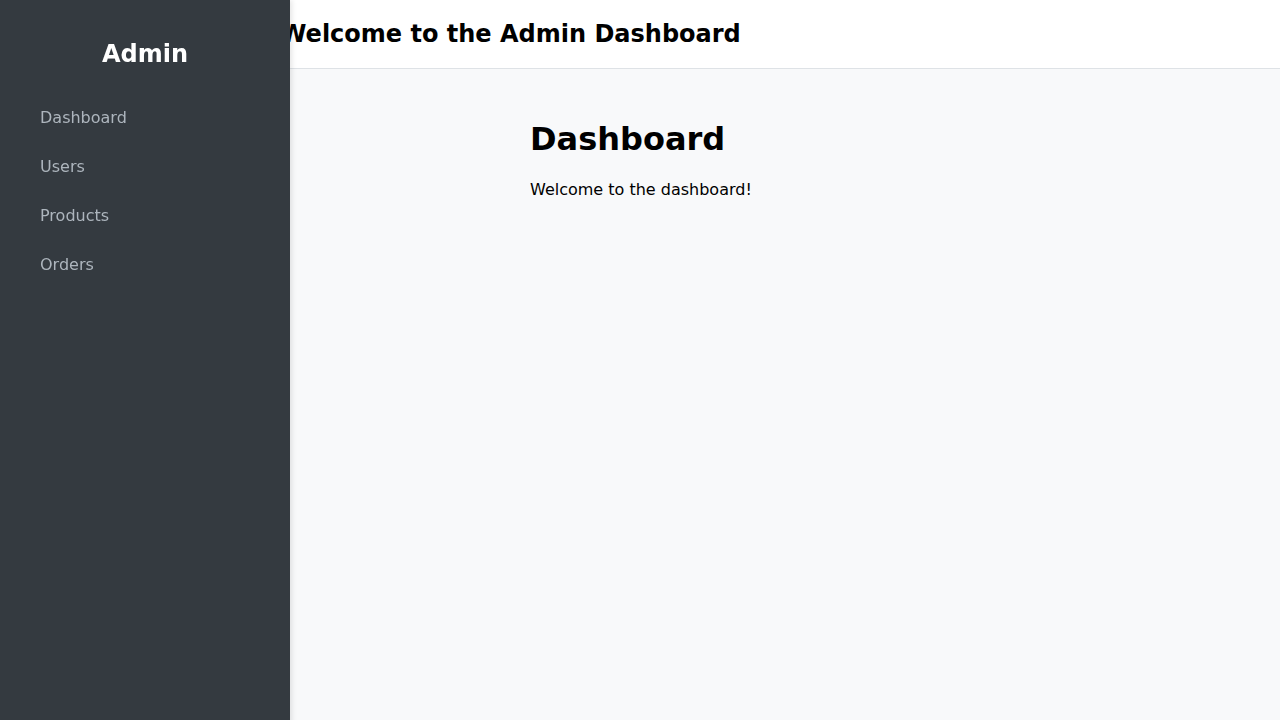 Admin
Dashboard
Users
Products
Orders
Welcome to the Admin Dashboard
Dashboard
Welcome to the dashboard!